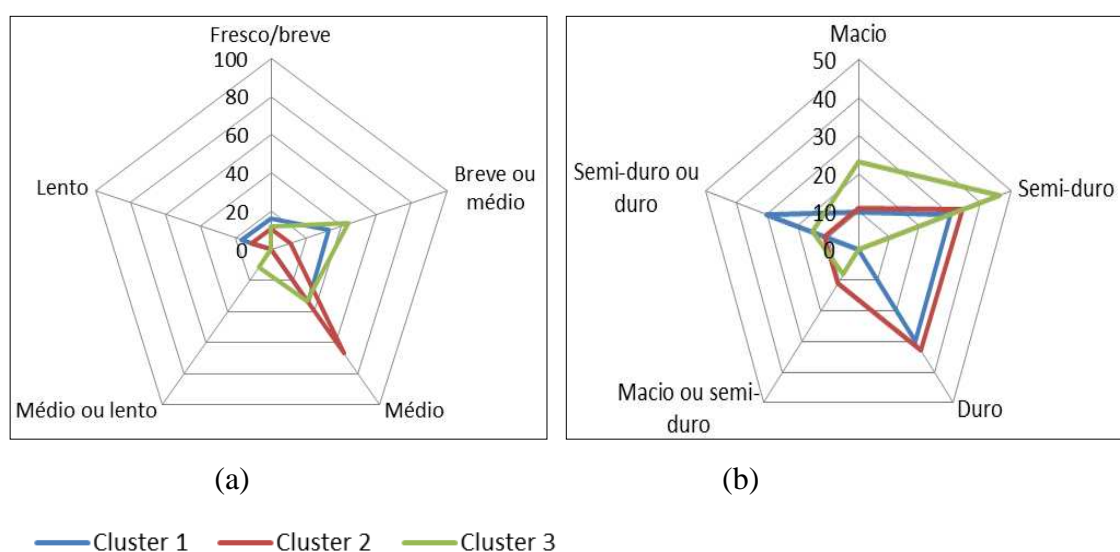 Fresco/breve
100
80
60
40
20
0
Breve ou
médio
Médio
Médio ou lento
Lento
(a)
Macio
50
40
30
20
10
0
Semi-duro
Duro
Macio ou semi-
duro
Semi-duro ou
duro
(b)
Cluster 1 Cluster 2 Cluster 3